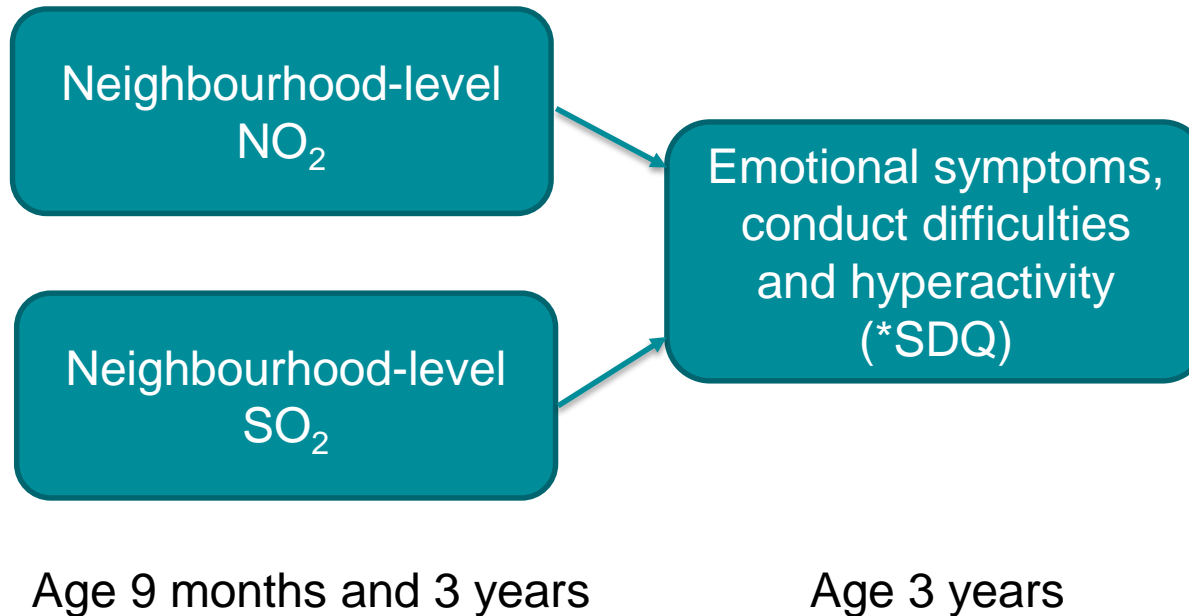 Neighbourhood-level
NO₂
Emotional symptoms,
conduct difficulties
and hyperactivity
(*SDQ)
Neighbourhood-level
SO₂
Age 9 months and 3 years
Age 3 years